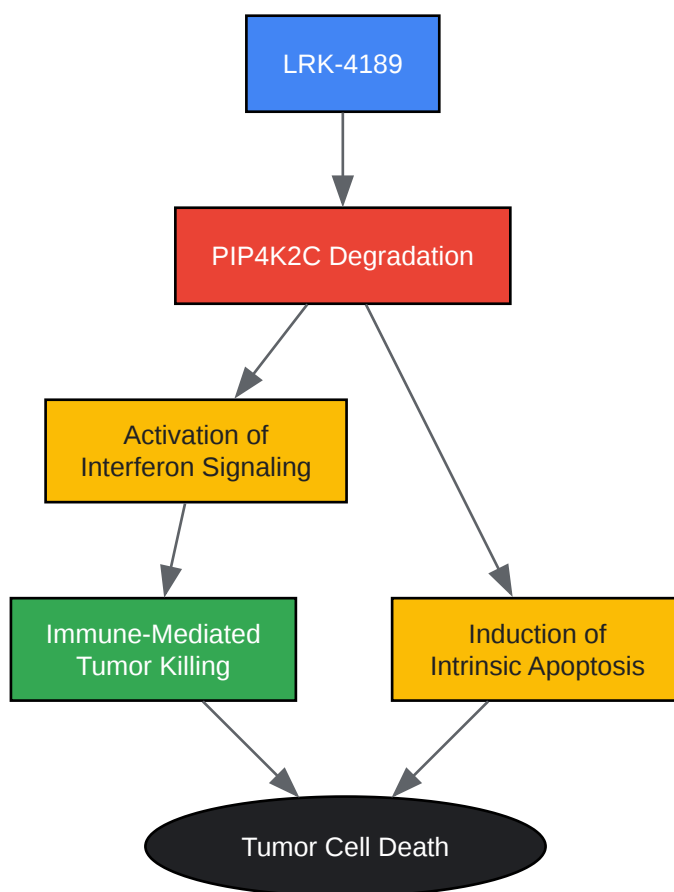 LRK-4189
PIP4K2C Degradation
Activation of
Interferon Signaling
Immune-Mediated
Tumor Killing
Induction of
Intrinsic Apoptosis
Tumor Cell Death